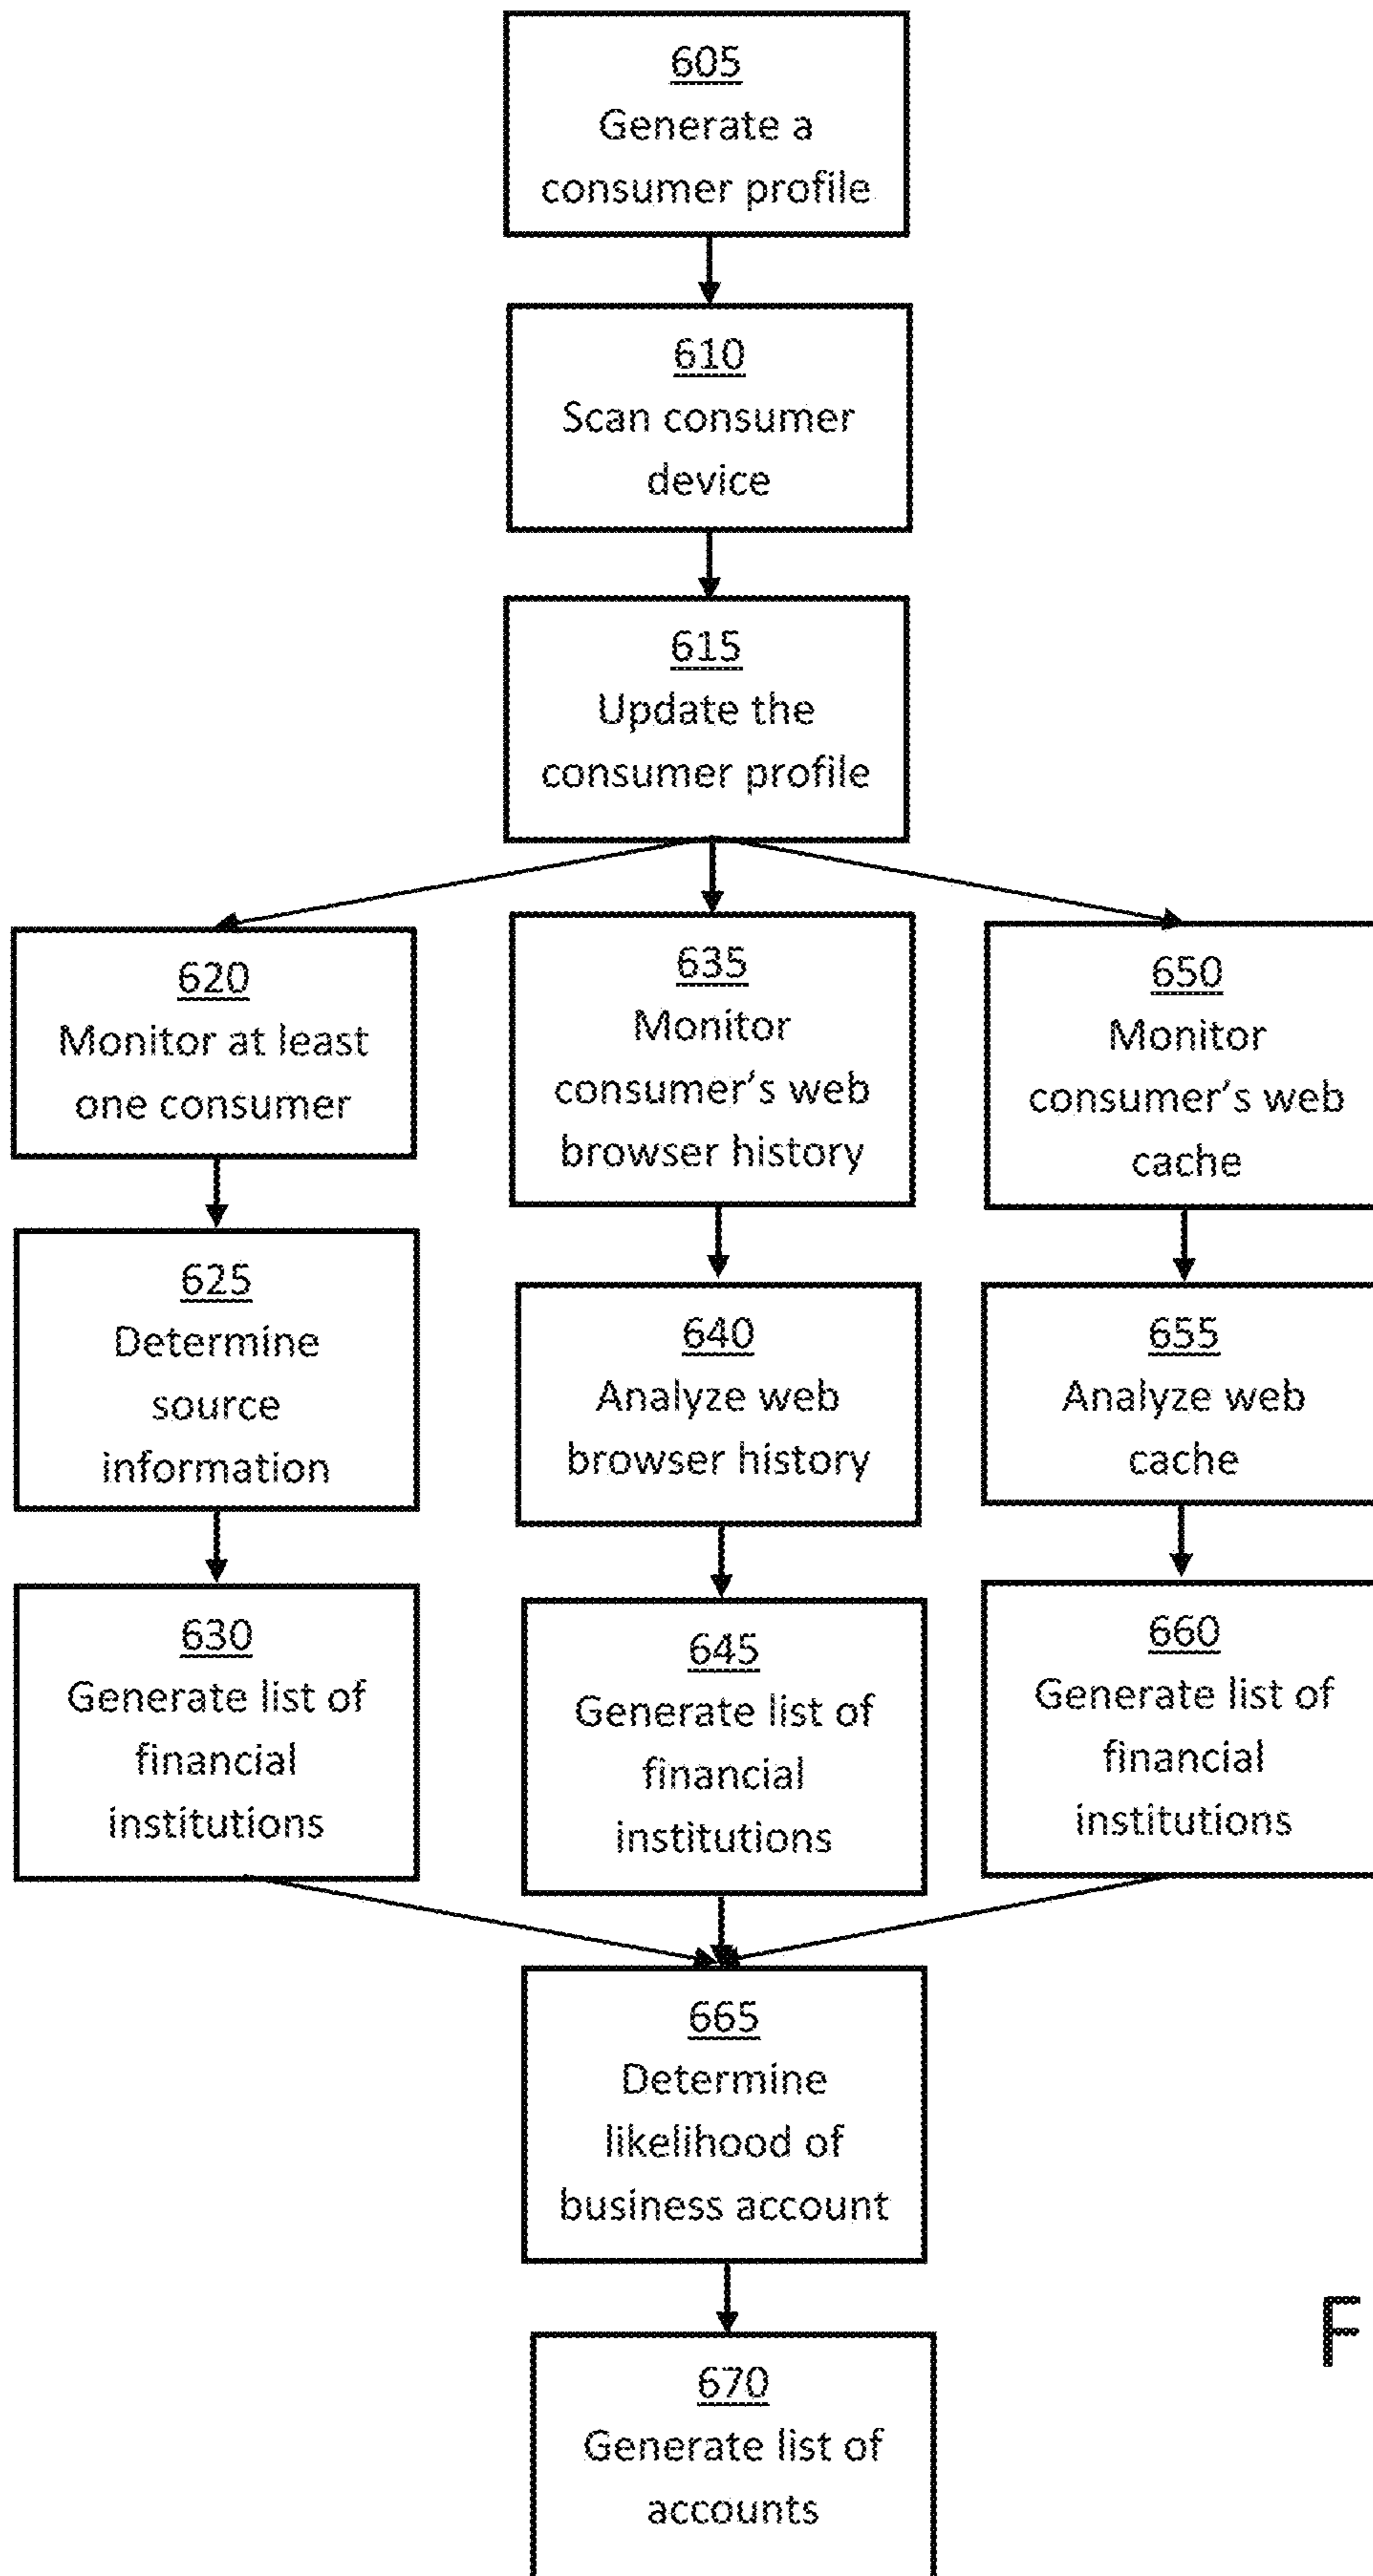 605
Generate a
consumer profile
610
Scan consumer
device
615
Update the
consumer profile
620
Monitor at least
one consumer
625
Determine
source
information
630
Generate list of
financial
institutions
635
Monitor
consumer's web
browser history
640
Analyze web
browser history
645
Generate list of
financial
institutions
650
Monitor
consumer's web
cache
655
Analyze web
cache
660
Generate list of
financial
institutions
665
Determine
likelihood of
business account
670
Generate list of
accounts
F